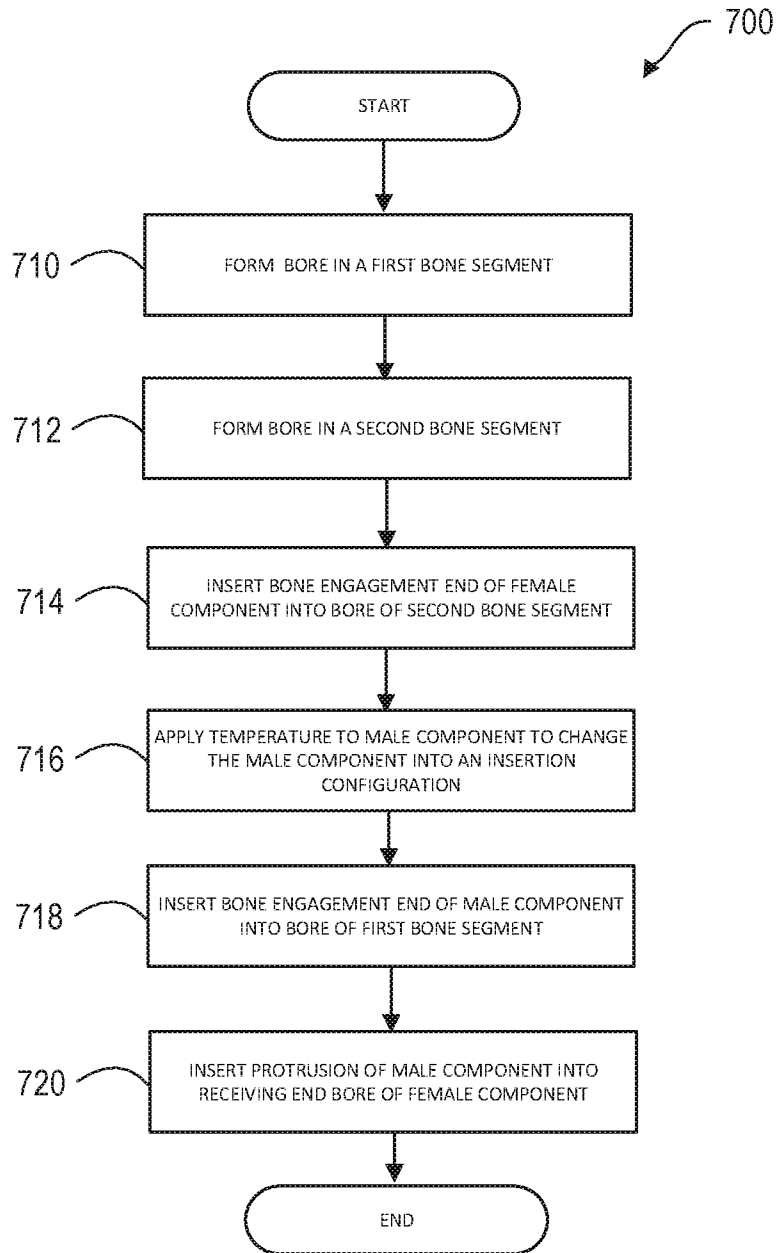 700
START
710
FORM BORE IN A FIRST BONE SEGMENT
712
FORM BORE IN A SECOND BONE SEGMENT
714
INSERT BONE ENGAGEMENT END OF FEMALE
COMPONENT INTO BORE OF SECOND BONE SEGMENT
716
APPLY TEMPERATURE TO MALE COMPONENT TO CHANGE
THE MALE COMPONENT INTO AN INSERTION
CONFIGURATION
718
INSERT BONE ENGAGEMENT END OF MALE COMPONENT
INTO BORE OF FIRST BONE SEGMENT
720
INSERT PROTRUSION OF MALE COMPONENT INTO
RECEIVING END BORE OF FEMALE COMPONENT
END